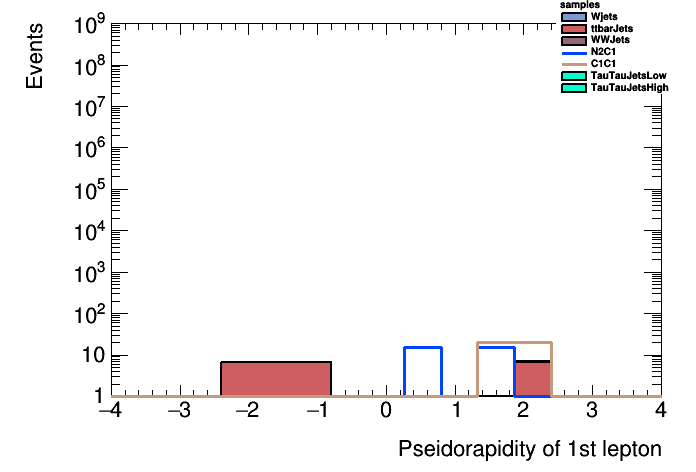 samples
Wjets
ttbarJets
WWJets
N2C1
C1C1
TauTauJetsLow
TauTauJetsHigh
Events
10⁹
10⁸
10⁷
10⁶
10⁵
10⁴
10³
10²
10
1
−4 −3 −2 −1 0 1 2 3 4
Pseidorapidity of 1st lepton